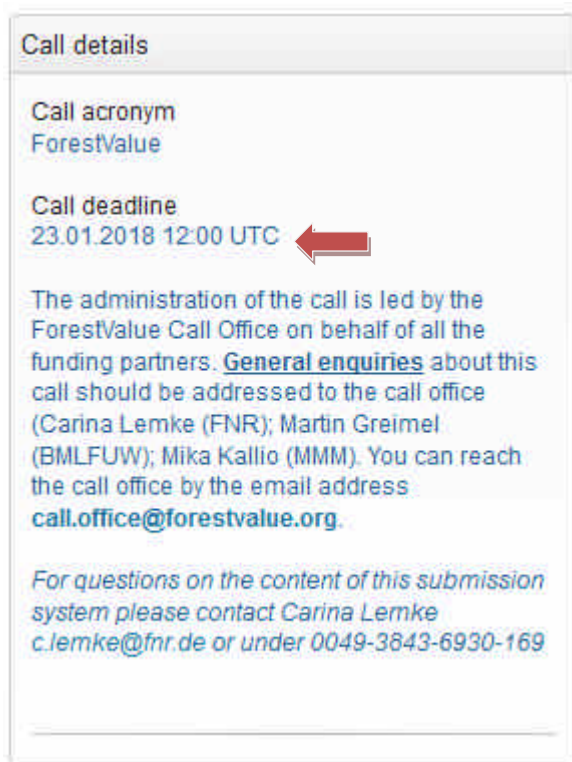 Call details
Call acronym
ForestValue
Call deadline
23.01.2018 12:00 UTC
The administration of the call is led by the
ForestValue Call Office on behalf of all the
funding partners. General enquiries about this
call should be addressed to the call office
(Carina Lemke (FNR); Martin Greimel
(BMLFUW); Mika Kallio (MMM). You can reach
the call office by the email address
call.office@forestvalue.org.
For questions on the content of this submission
system please contact Carina Lemke
c.lemke@fnr.de or under 0049-3843-6930-169